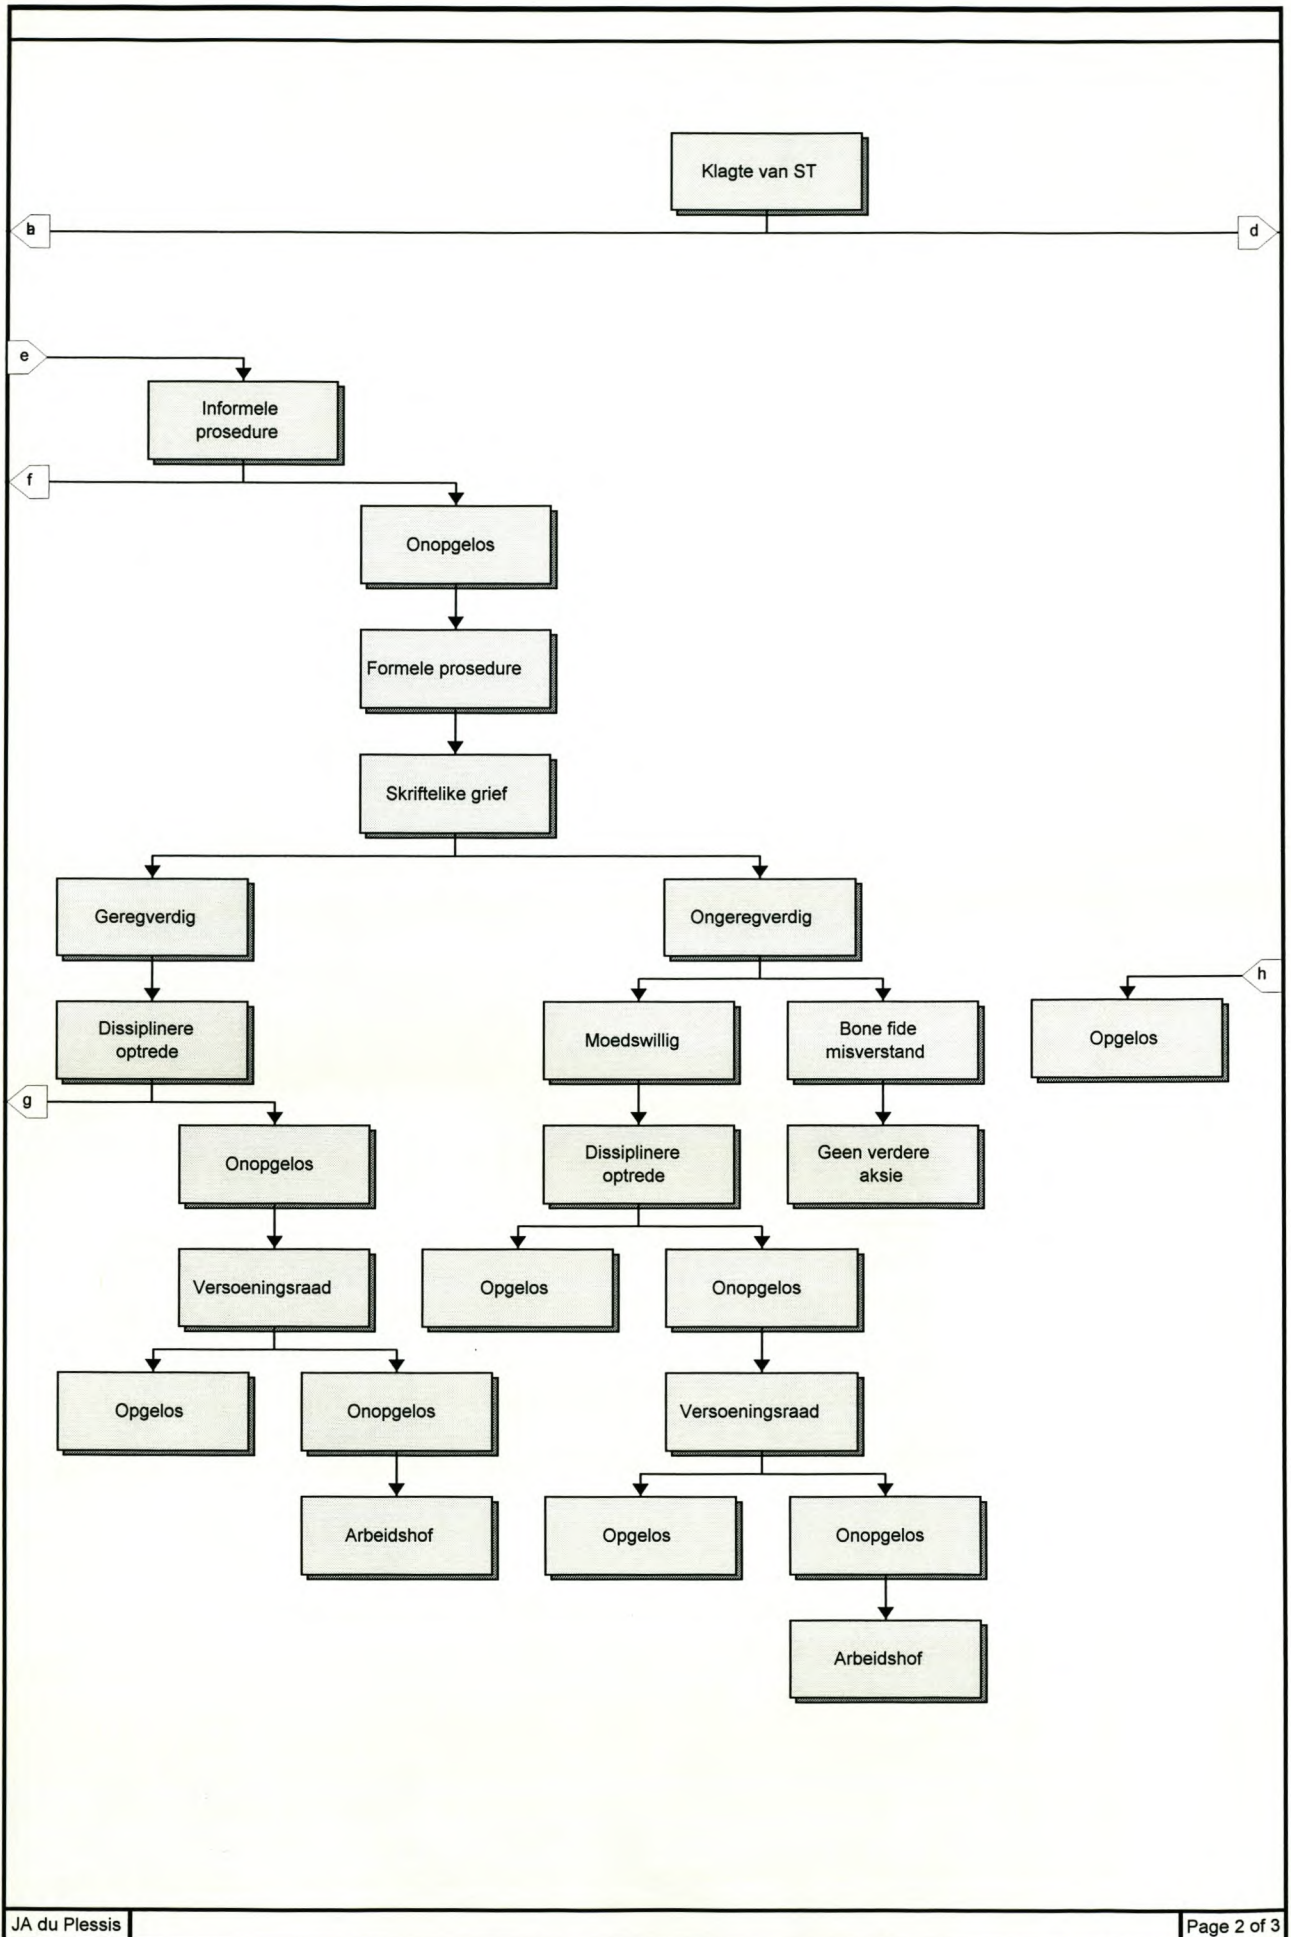 Klagte van ST
d
e
Informele
prosedure
f
Onopgelos
Formele prosedure
Skriftelike grief
Geregverdig
Ongeregverdig
h
Dissiplinere
optrede
Moedswillig
Bone fide
misverstand
Opgelos
g
Onopgelos
Dissiplinere
optrede
Geen verdere
aksie
Versoeningsraad
Opgelos
Onopgelos
Opgelos
Onopgelos
Versoeningsraad
Arbeidshof
Opgelos
Onopgelos
Arbeidshof
JA du Plessis
Page 2 of 3